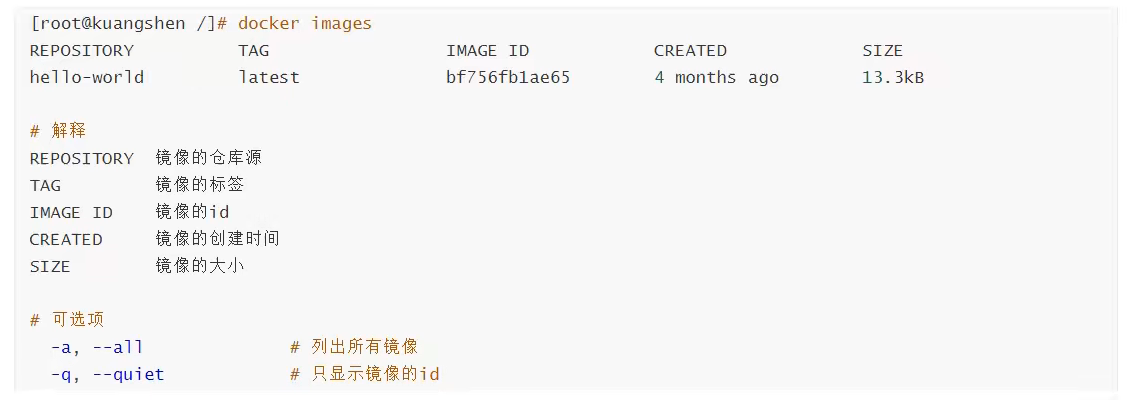 [root@kuangshen /]# docker images
REPOSITORY TAG IMAGE ID CREATED SIZE
hello-world latest bf756fb1ae65 4 months ago 13.3kB
# 解释
REPOSITORY 镜像的仓库源
TAG 镜像的标签
IMAGE ID 镜像的id
CREATED 镜像的创建时间
SIZE 镜像的大小
# 可选项
-a, --all # 列出所有镜像
-q, --quiet # 只显示镜像的id